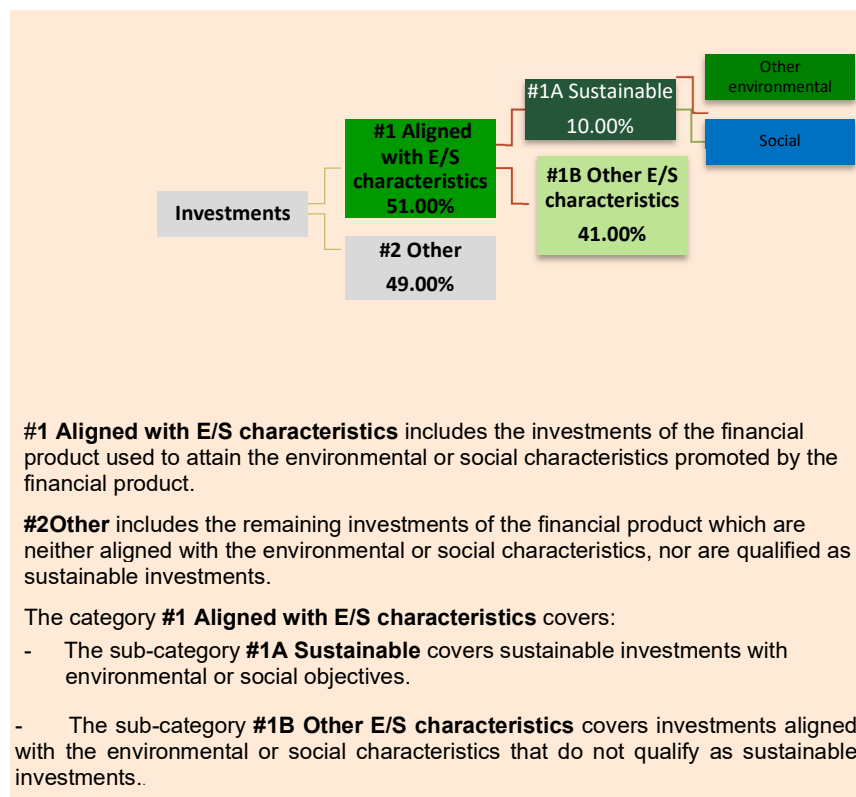 Other
environmental
#1A Sustainable
10.00%
Social
#1 Aligned
with E/S
characteristics
51.00%
#1B Other E/S
characteristics
41.00%
Investments
#2 Other
49.00%
#1 Aligned with E/S characteristics includes the investments of the financial
product used to attain the environmental or social characteristics promoted by the
financial product.
#2Other includes the remaining investments of the financial product which are
neither aligned with the environmental or social characteristics, nor are qualified as
sustainable investments.
The category #1 Aligned with E/S characteristics covers:
- The sub-category #1A Sustainable covers sustainable investments with
environmental or social objectives.
- The sub-category #1B Other E/S characteristics covers investments aligned
with the environmental or social characteristics that do not qualify as sustainable
investments..